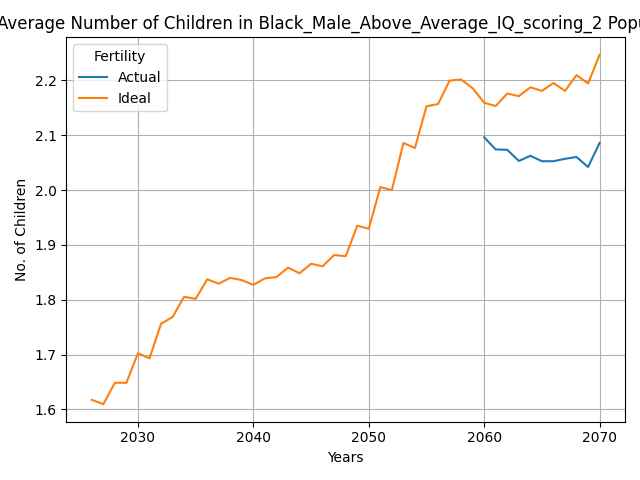 Average Number of Children in Black_Male_Above_Average_IQ_scoring_2 Popu
Fertility
Actual
Ideal
2.2
2.1
2.0
1.9
1.8
1.7
1.6
No. of Children
2030 2040 2050 2060 2070
Years